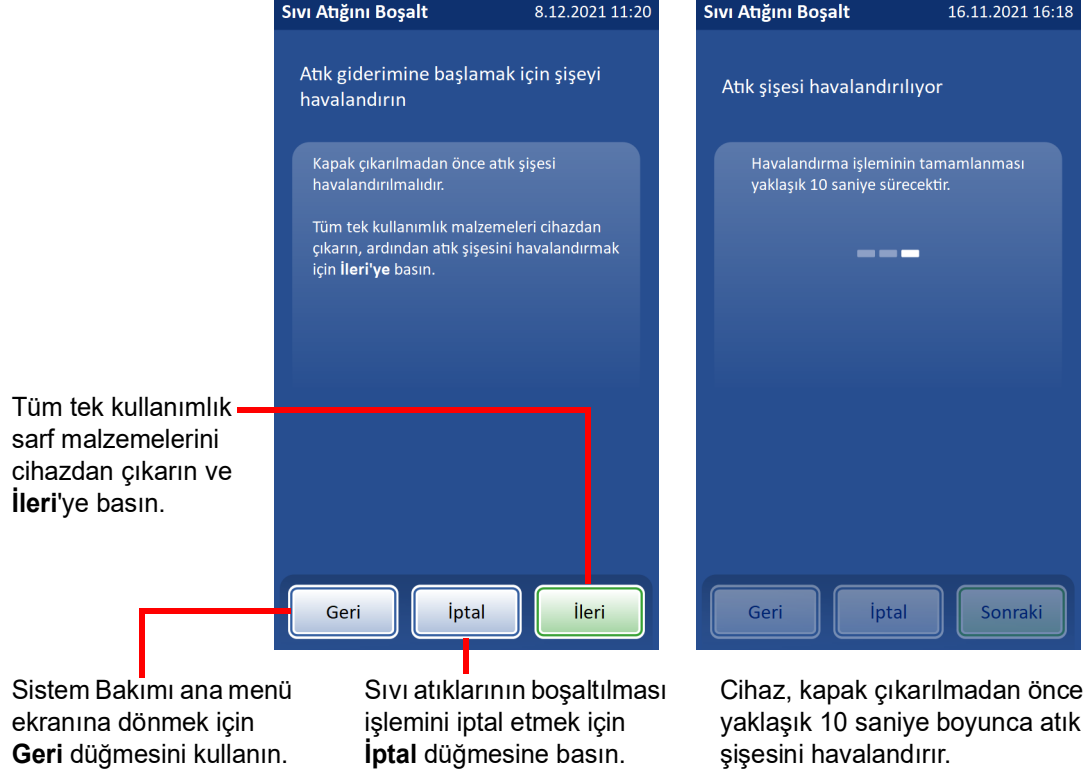 Sıvı Atığını Boşalt 8.12.2021 11:20
Atık giderimine başlamak için şişeyi
havalandırın
Kapak çıkarılmadan önce atık şişesi
havalandırılmalıdır.
Tüm tek kullanımlık malzemeleri cihazdan
çıkarın, ardından atık şişesini havalandırmak
için İleri'ye basın.
Geri İptal İleri
Sıvı Atığını Boşalt 16.11.2021 16:18
Atık şişesi havalandırılıyor
Havalandırma işleminin tamamlanması
yaklaşık 10 saniye sürecektir.
Geri İptal Sonraki
Tüm tek kullanımlık
sarf malzemelerini
cihazdan çıkarın ve
İleri'ye basın.
Sistem Bakımı ana menü
ekranına dönmek için
Geri düğmesini kullanın.
Sıvı atıklarının boşaltılması
işlemini iptal etmek için
İptal düğmesine basın.
Cihaz, kapak çıkarılmadan önce
yaklaşık 10 saniye boyunca atık
şişesini havalandırır.